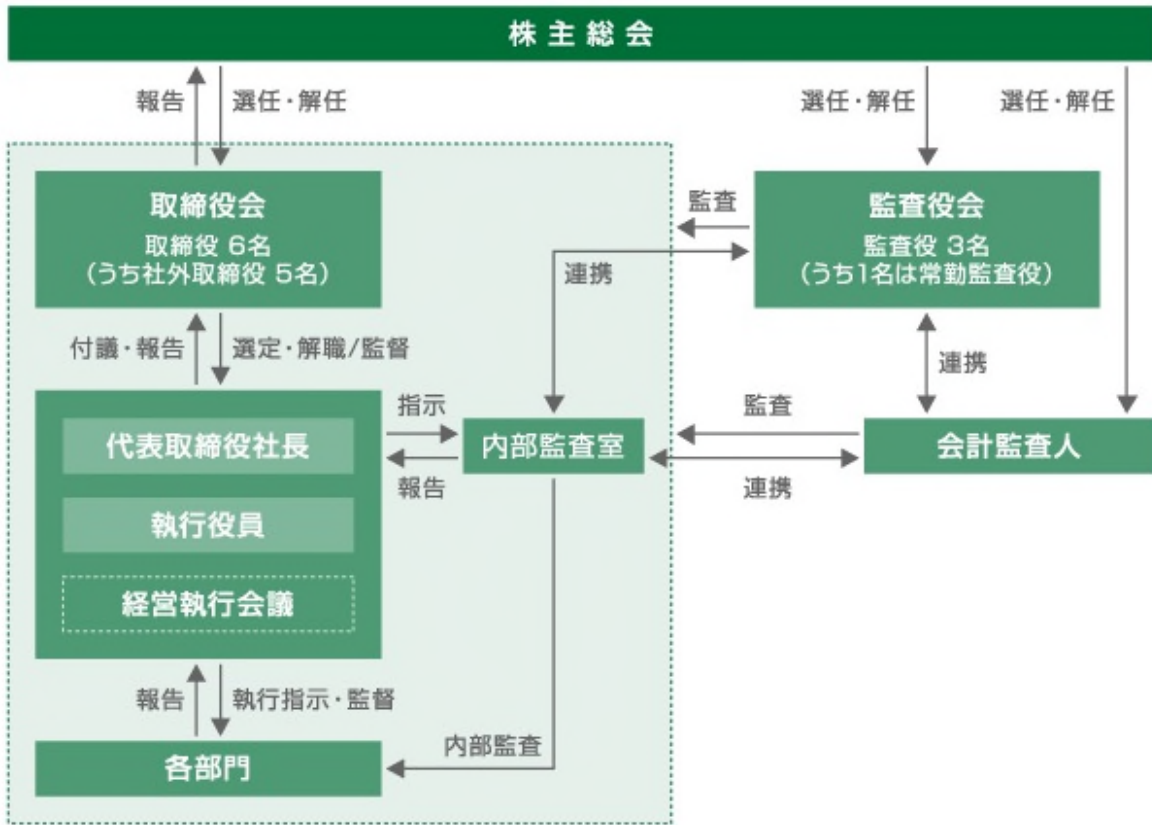 株主総会
報告
選任・解任
選任・解任
選任・解任
取締役会
取締役 6名
（うち社外取締役 5名）
監査
監査役会
監査役 3名
（うち1名は常勤監査役）
連携
付議・報告
選定・解職/監督
連携
指示
監査
代表取締役社長
内部監査室
会計監査人
報告
連携
執行役員
経営執行会議
報告
執行指示・監督
内部監査
各部門